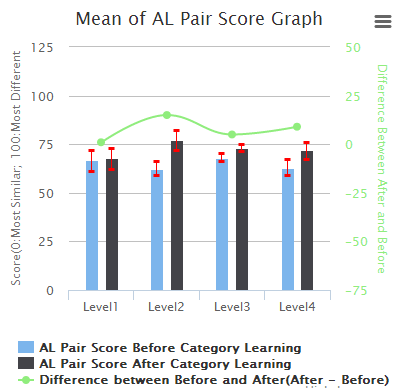 Mean of AL Pair Score Graph
Score(0:Most Similar; 100:Most Different
125
100
75
50
25
0
50
25
0
−25
−50
−75
Difference Between After and Before
Level1 Level2 Level3 Level4
AL Pair Score Before Category Learning
AL Pair Score After Category Learning
Difference between Before and After(After - Before)